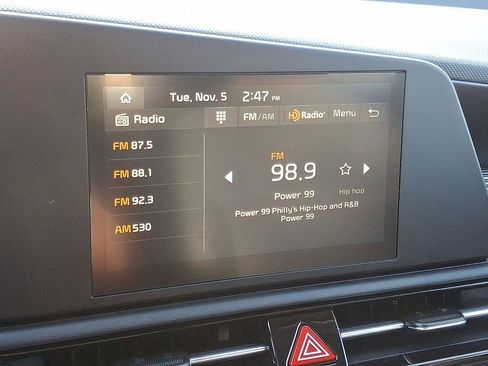 Tue, Nov. 5 2:47 PM
Radio FM/AM HD Radio Menu
FM 87.5
FM 88.1
FM 92.3
AM 530
FM
98.9
Power 99 Hip hop
Power 99 Philly's Hip-Hop and R&B
Power 99